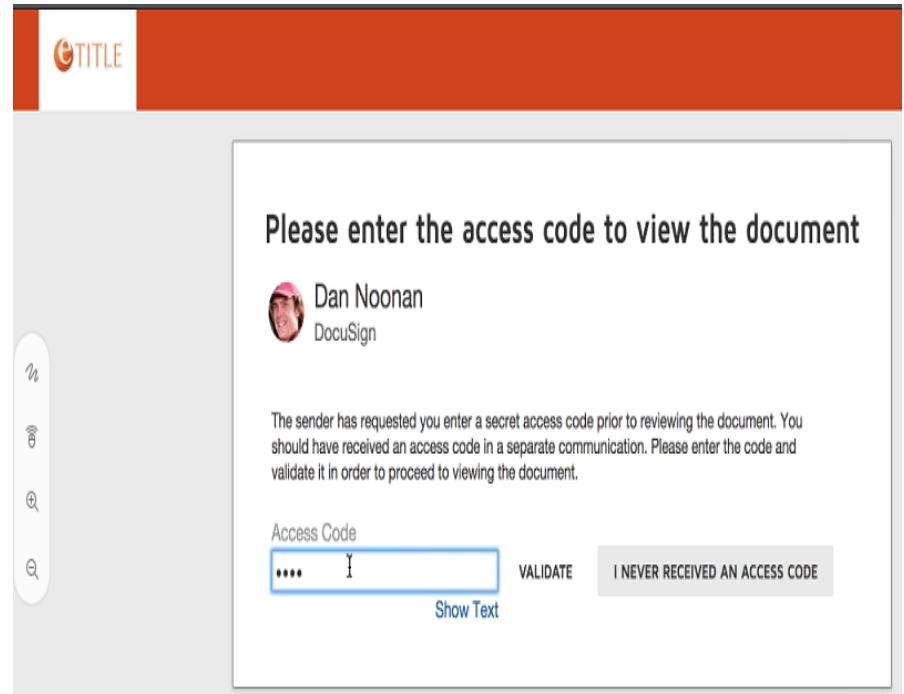 eTITLE
Please enter the access code to view the document
Dan Noonan
DocuSign
The sender has requested you enter a secret access code prior to reviewing the document. You
should have received an access code in a separate communication. Please enter the code and
validate it in order to proceed to viewing the document.
Access Code
••••
VALIDATE
I NEVER RECEIVED AN ACCESS CODE
Show Text